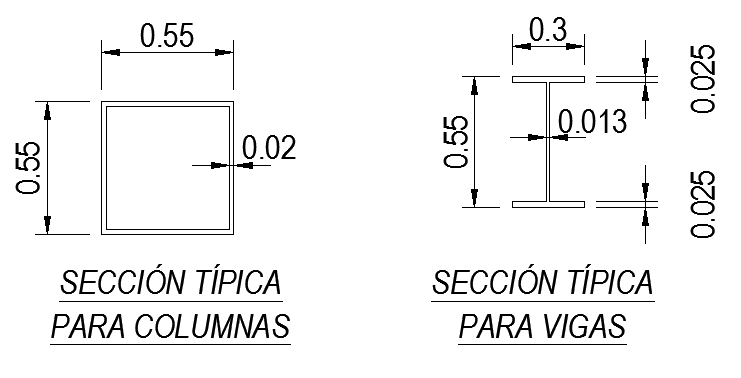 0.55
0.55
0.02
SECCIÓN TÍPICA
PARA COLUMNAS
0.3
0.025
0.55
0.013
0.025
SECCIÓN TÍPICA
PARA VIGAS